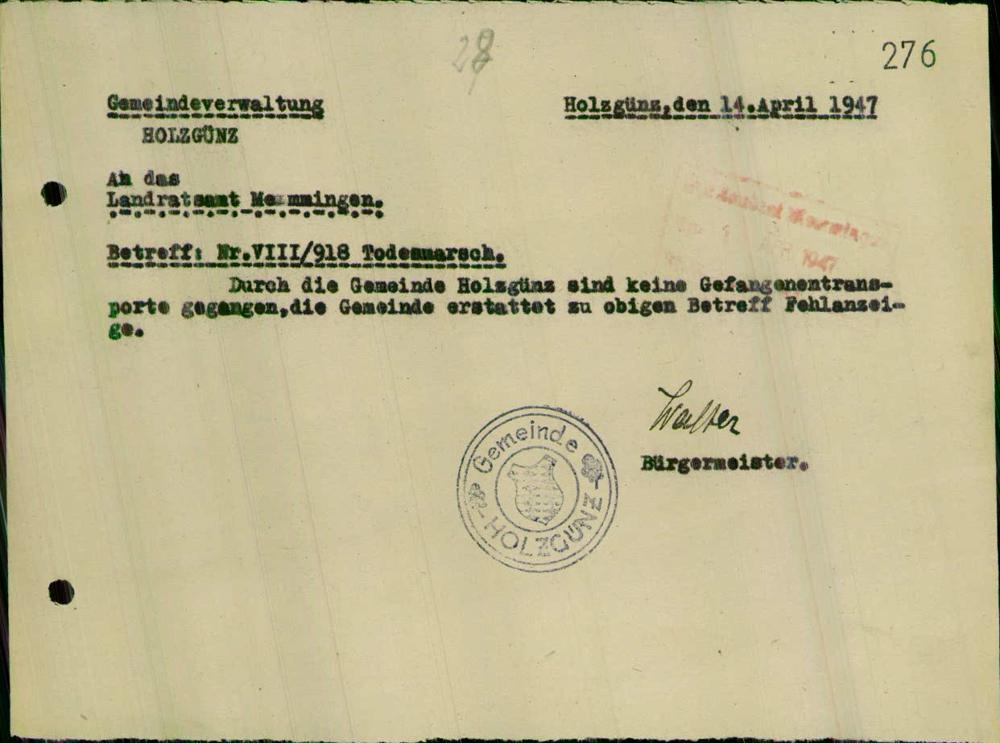 28
276
Gemeindeverwaltung
HOLZGÜNZ
Holzgünz,den 14.April 1947
An das
Landratsamt Memmingen.
Betreff: Nr.VIII/918 Todesmarsch.
Durch die Gemeinde Holzgünz sind keine Gefangenentrans-
porte gegangen,die Gemeinde erstattet zu obigen Betreff Fehlanzei-
ge.
1947
Walter
Bürgermeister.
Gemeinde
HOLZGÜNZ